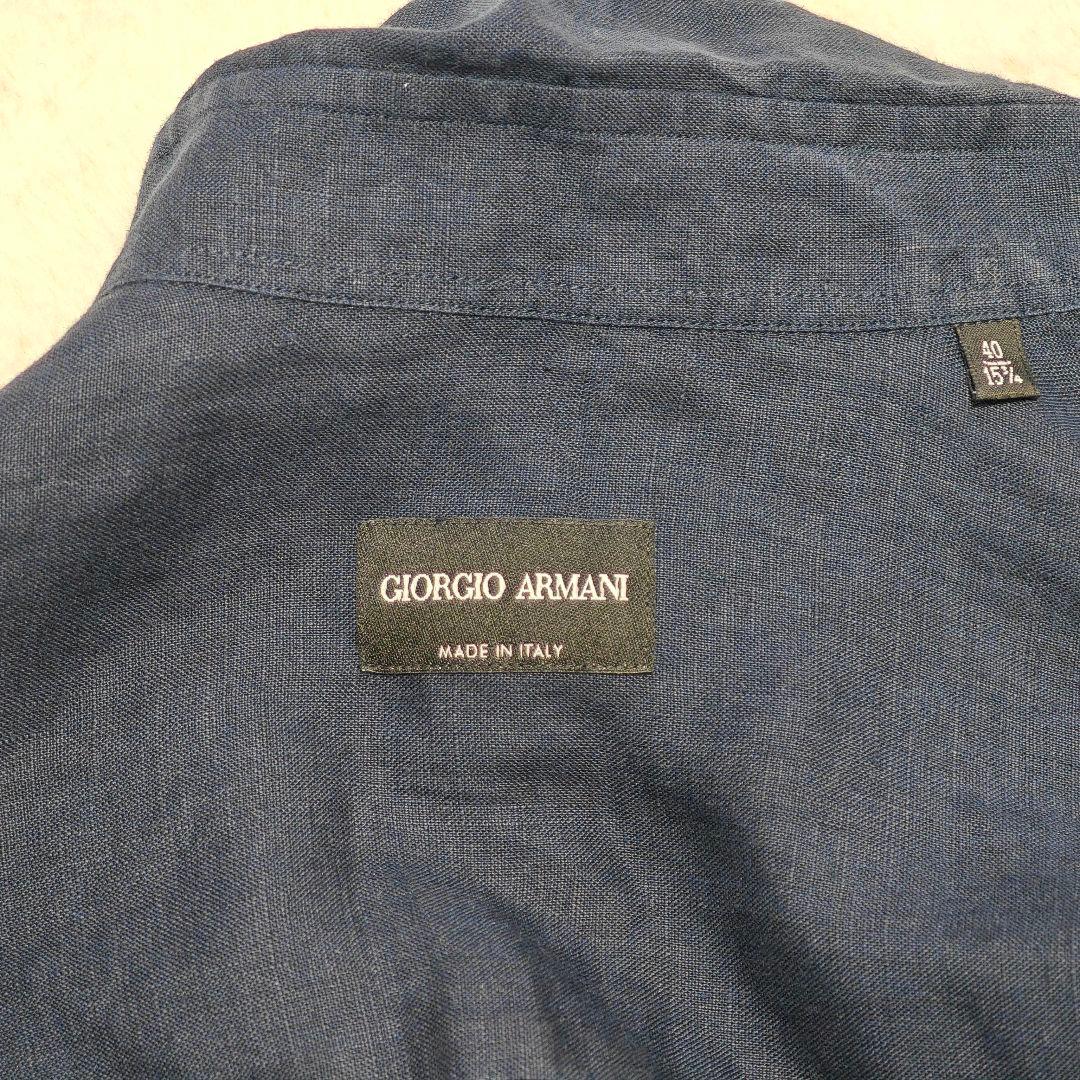 40
15¾
GIORGIO ARMANI
MADE IN ITALY